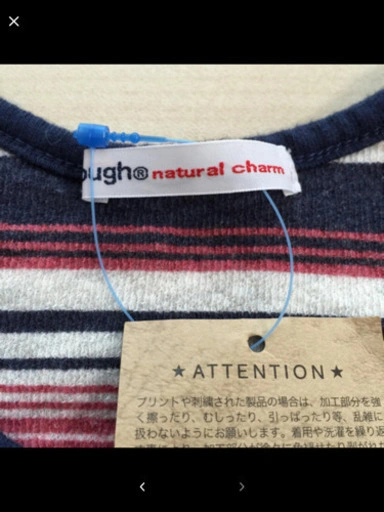 ough® natural charm
★ATTENTION★
プリントや刺繍された製品の場合は、加工部分を強
く擦ったり、むしったり、引っぱったり等、乱雑に
扱わないようにお願いします。着用や洗濯を繰り返